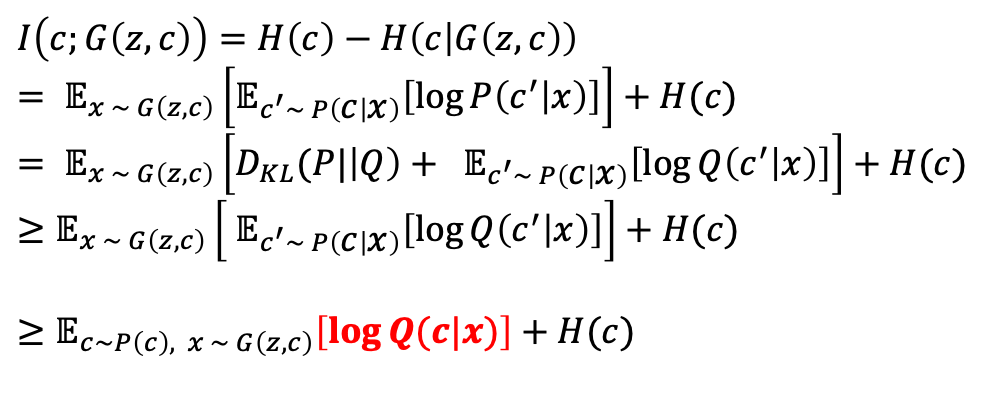 I(c; G(z, c)) = H(c) − H(c|G(z, c))
= 𝔼_{x ~ G(z,c)} [𝔼_{c′~ P(c|x)}[log P(c′|x)]] + H(c)
= 𝔼_{x ~ G(z,c)} [D_{KL}(P||Q) + 𝔼_{c′~ P(c|x)}[log Q(c′|x)]] + H(c)
≥ 𝔼_{x ~ G(z,c)} [ 𝔼_{c′~ P(c|x)}[log Q(c′|x)]] + H(c)
≥ 𝔼_{c~P(c), x ~ G(z,c)}[log Q(c|x)] + H(c)